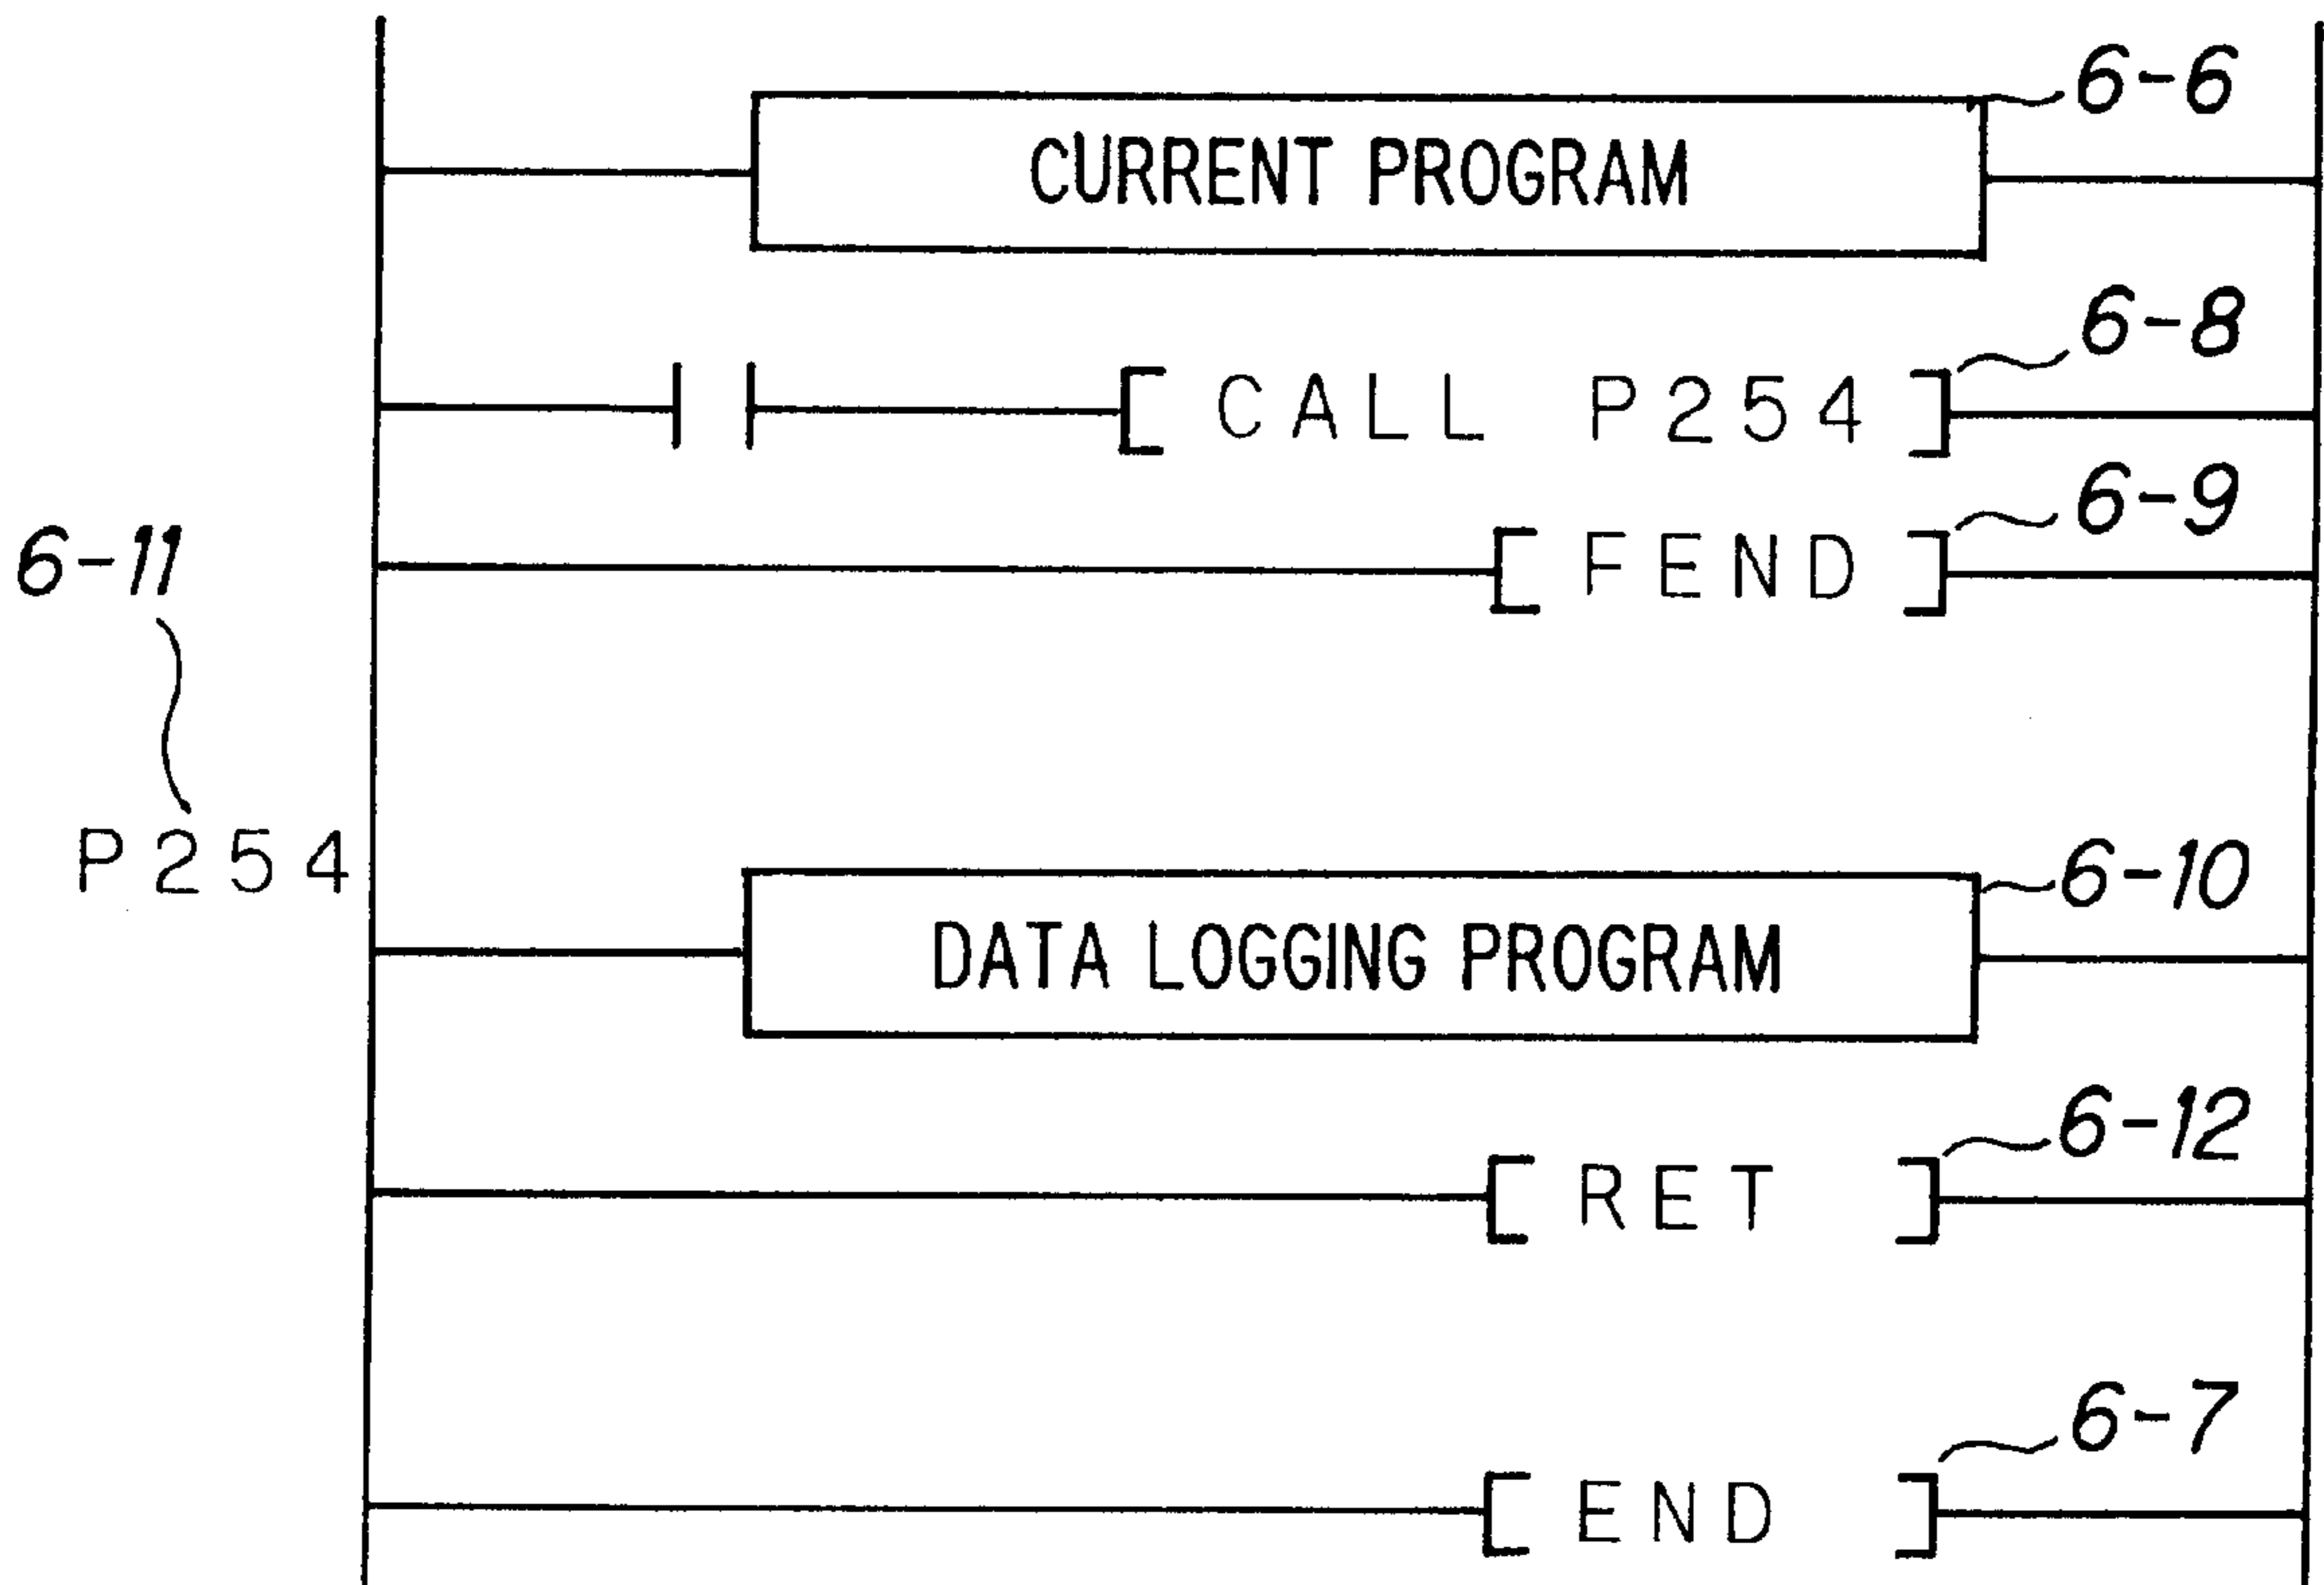 6-6
CURRENT PROGRAM
6-8
CALL P254
6-9
FEND
6-11
P254
6-10
DATA LOGGING PROGRAM
6-12
RET
6-7
END